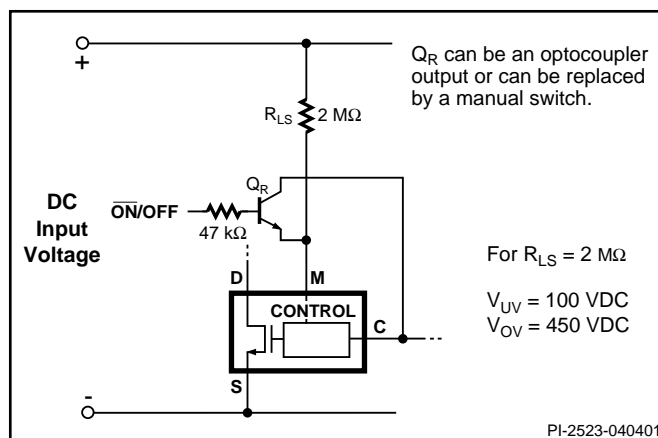 +
Q_R can be an optocoupler
output or can be replaced
by a manual switch.
R_LS 2 MΩ
Q_R
DC
Input
Voltage
O̅N̅/OFF
47 kΩ
For R_LS = 2 MΩ
V_UV = 100 VDC
V_OV = 450 VDC
D M
CONTROL
C
S
-
PI-2523-040401